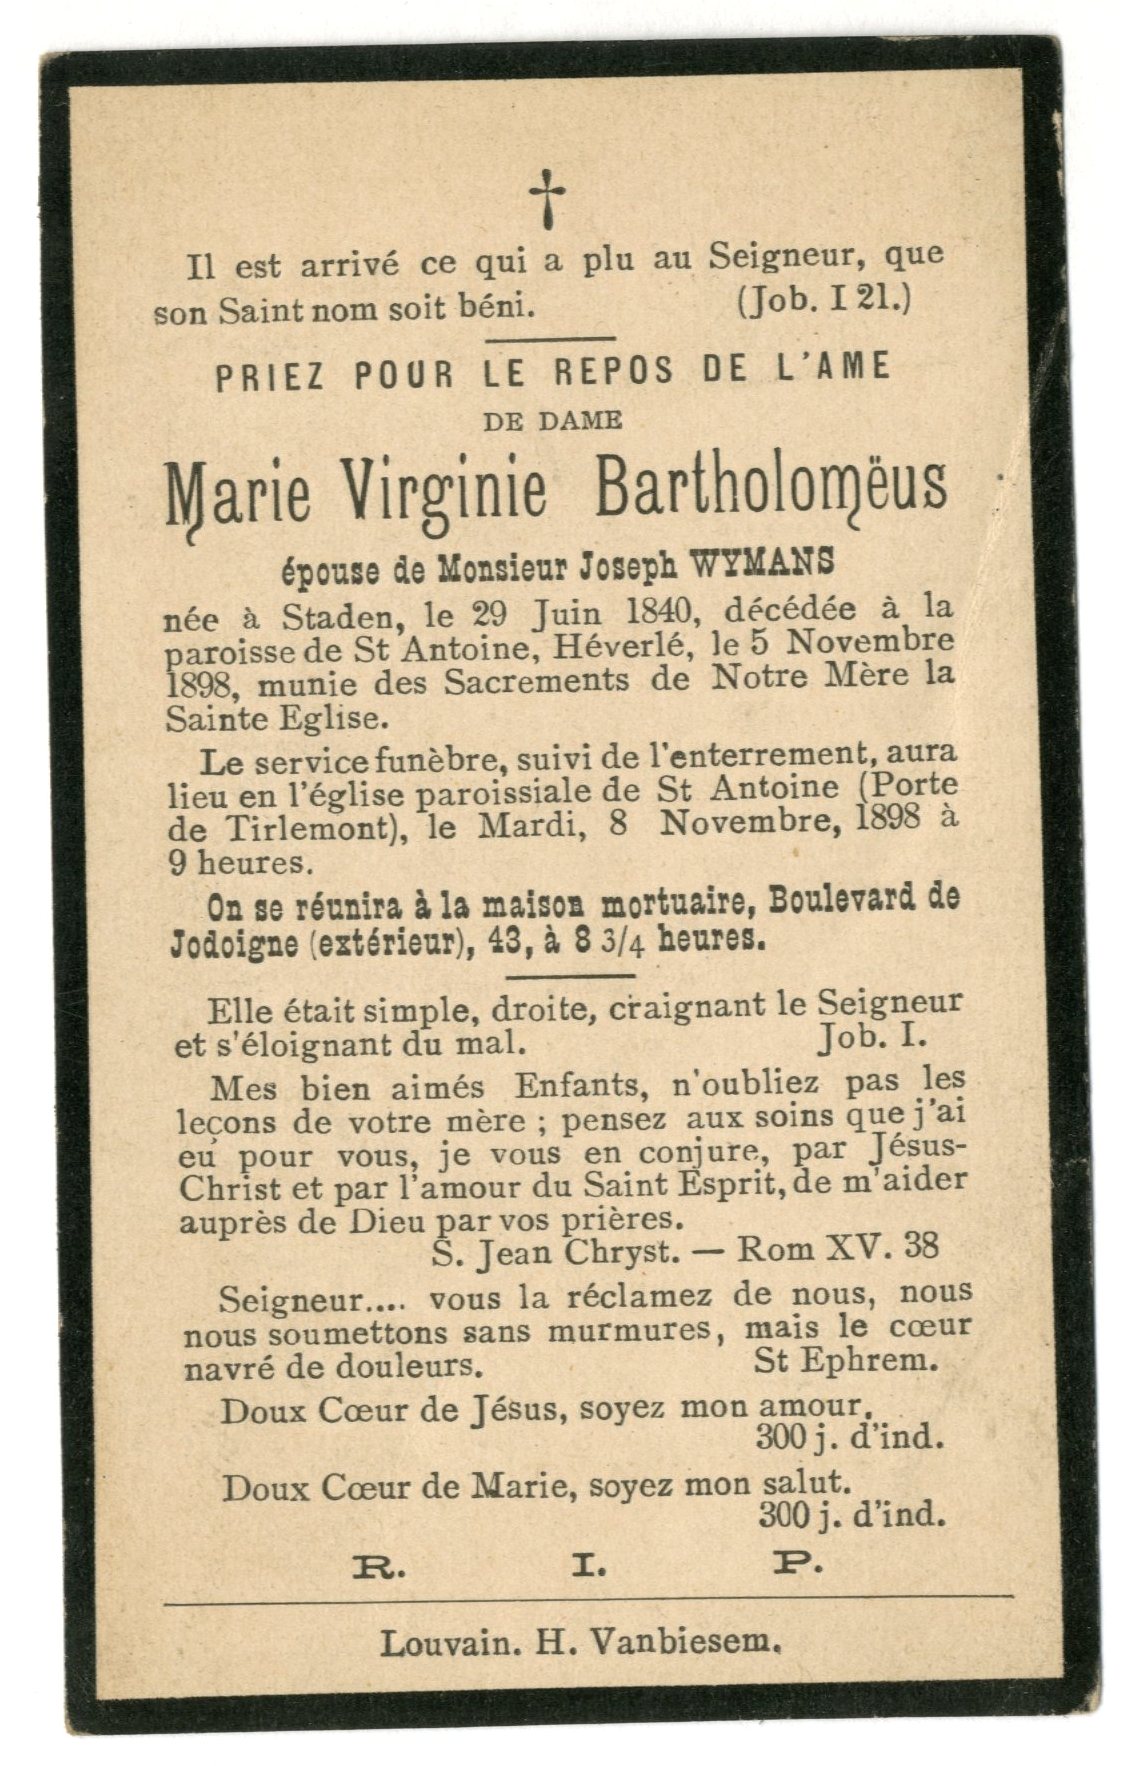 Il est arrivé ce qui a plu au Seigneur, que
son Saint nom soit béni. (Job. I 21.)
PRIEZ POUR LE REPOS DE L'AME
DE DAME
Marie Virginie Bartholomëus
épouse de Monsieur Joseph WYMANS
née à Staden, le 29 Juin 1840, décédée à la
paroisse de St Antoine, Héverlé, le 5 Novembre
1898, munie des Sacrements de Notre Mère la
Sainte Eglise.
Le service funèbre, suivi de l'enterrement, aura
lieu en l'église paroissiale de St Antoine (Porte
de Tirlemont), le Mardi, 8 Novembre, 1898 à
9 heures.
On se réunira à la maison mortuaire, Boulevard de
Jodoigne (extérieur), 43, à 8 3/4 heures.
Elle était simple, droite, craignant le Seigneur
et s'éloignant du mal. Job. I.
Mes bien aimés Enfants, n'oubliez pas les
leçons de votre mère ; pensez aux soins que j'ai
eu pour vous, je vous en conjure, par Jésus-
Christ et par l'amour du Saint Esprit, de m'aider
auprès de Dieu par vos prières.
S. Jean Chryst. — Rom XV. 38
Seigneur.... vous la réclamez de nous, nous
nous soumettons sans murmures, mais le cœur
navré de douleurs. St Ephrem.
Doux Cœur de Jésus, soyez mon amour.
300 j. d'ind.
Doux Cœur de Marie, soyez mon salut.
300 j. d'ind.
R. I. P.
Louvain. H. Vanbiesem.